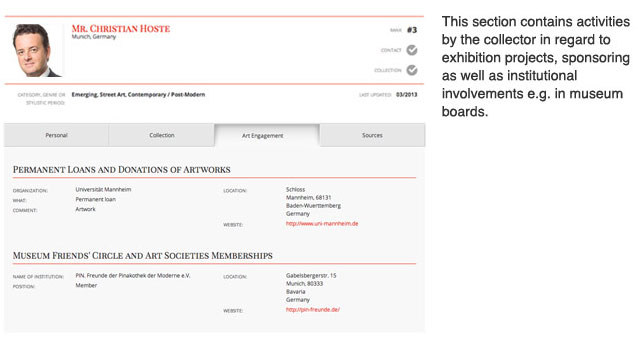 MR. CHRISTIAN HOSTE
Munich, Germany
#3
CONTACT
COLLECTION
CATEGORY, GENRE OR
STYLISTIC PERIOD:
Emerging, Street Art, Contemporary / Post-Modern
LAST UPDATED: 03/2013
Personal
Collection
Art Engagement
Sources
PERMANENT LOANS AND DONATIONS OF ARTWORKS
ORGANIZATION: Universität Mannheim
WHAT: Permanent loan
COMMENT: Artwork
LOCATION: Schloss
Mannheim, 68131
Baden-Wuerttemberg
Germany
WEBSITE: http://www.uni-mannheim.de
MUSEUM FRIENDS' CIRCLE AND ART SOCIETIES MEMBERSHIPS
NAME OF INSTITUTION: PIN. Freunde der Pinakothek der Moderne e.V.
POSITION: Member
LOCATION: Gabelsbergerstr. 15
Munich, 80333
Bavaria
Germany
WEBSITE: http://pin-freunde.de/
This section contains activities
by the collector in regard to
exhibition projects, sponsoring
as well as institutional
involvements e.g. in museum
boards.